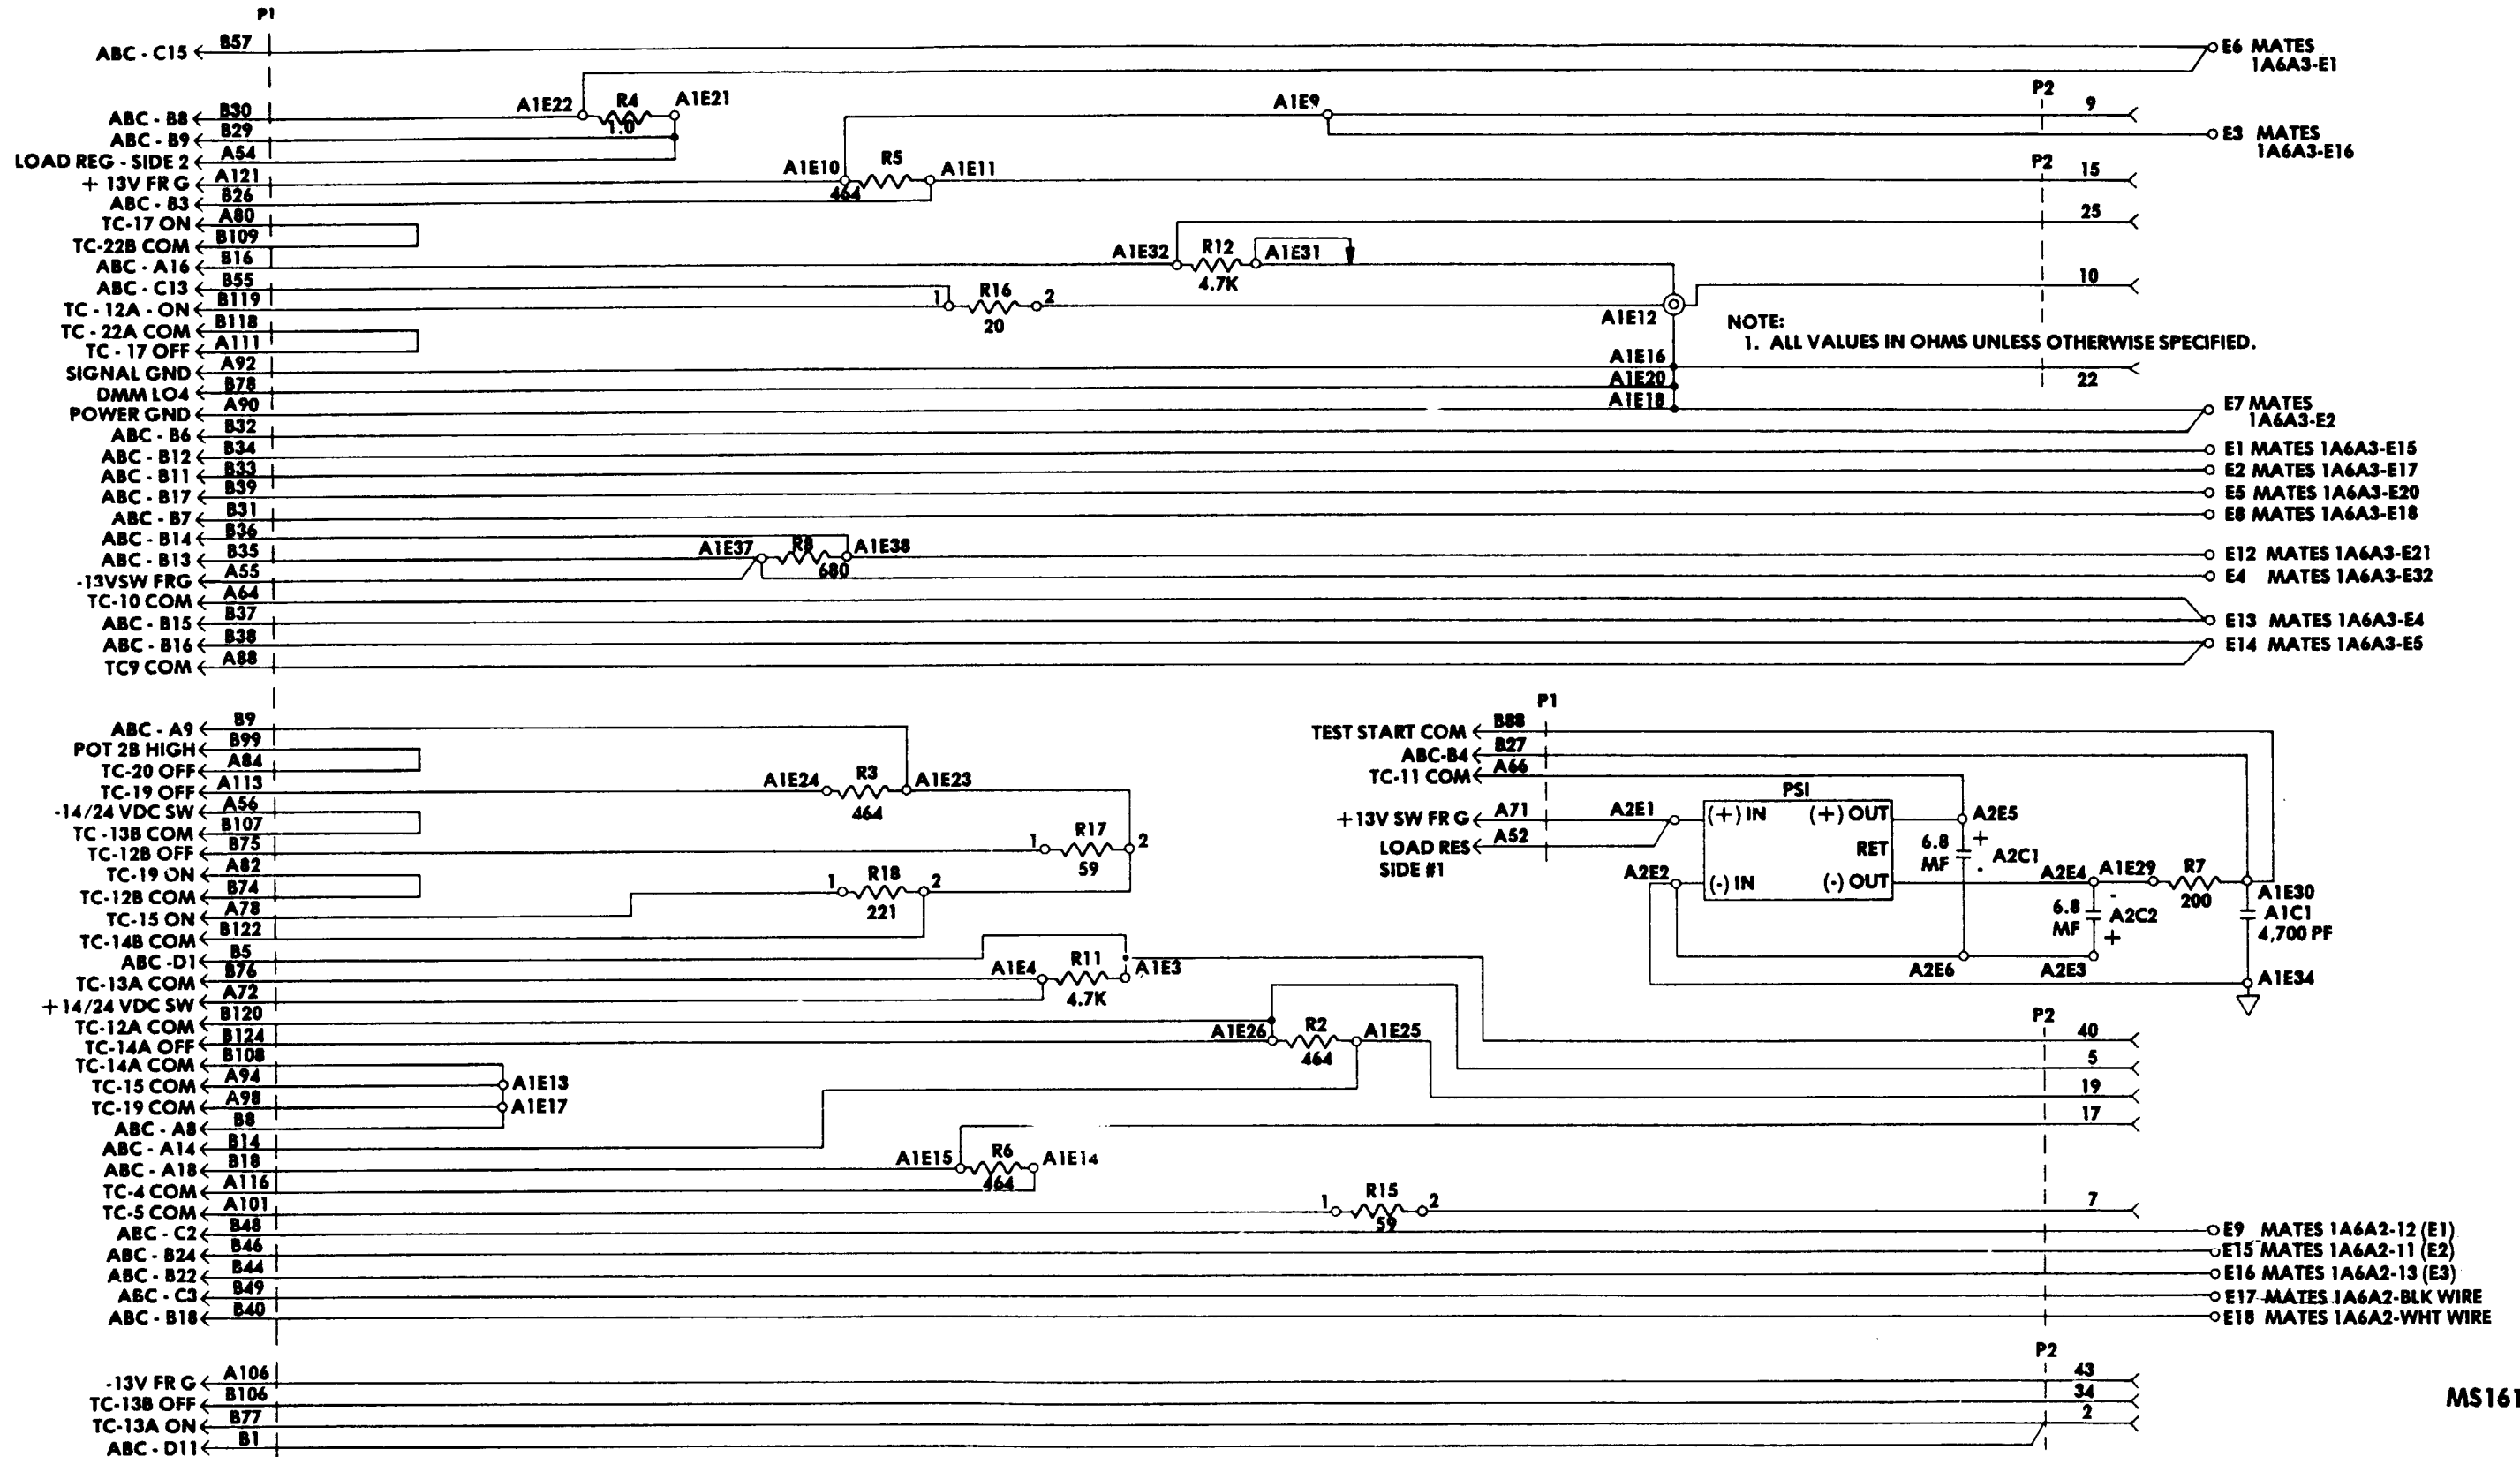 P1
ABC - C15 B57
E6 MATES
1A6A3-E1
ABC - B8 B30 A1E22 R4 A1E21
1.0
A1E9 P2 9
ABC - B9 B29
E3 MATES
1A6A3-E16
LOAD REG - SIDE 2 A54
+ 13V FR G A121 A1E10 R5 A1E11 P2 15
464
ABC - B3 B26
TC-17 ON A80 25
TC-22B COM B109
ABC - A16 B16 A1E32 R12 A1E31
4.7K
ABC - C13 B55 10
TC - 12A - ON B119 1 R16 2
20
A1E12
TC - 22A COM B118
NOTE:
1. ALL VALUES IN OHMS UNLESS OTHERWISE SPECIFIED.
TC - 17 OFF A111
SIGNAL GND A92 A1E16 22
DMM LO4 B78 A1E20
POWER GND A90 A1E18
E7 MATES
1A6A3-E2
ABC - B6 B32
ABC - B12 B34 E1 MATES 1A6A3-E15
ABC - B11 B33 E2 MATES 1A6A3-E17
ABC - B17 B39 E5 MATES 1A6A3-E20
ABC - B7 B31 E8 MATES 1A6A3-E18
ABC - B14 B36
ABC - B13 B35 A1E37 R8 A1E38 E12 MATES 1A6A3-E21
680
-13VSW FRG A55 E4 MATES 1A6A3-E32
TC-10 COM A64
ABC - B15 B37 E13 MATES 1A6A3-E4
ABC - B16 B38 E14 MATES 1A6A3-E5
TC9 COM A88
ABC - A9 B9
POT 2B HIGH B99
TC-20 OFF A84
TC-19 OFF A113 A1E24 R3 A1E23
464
-14/24 VDC SW A56
TC -13B COM B107
TC-12B OFF B75 1 R17 2
59
TC-19 ON A82
TC-12B COM B74 1 R18 2
221
TC-15 ON A78
TC-14B COM B122
ABC -D1 B5
TC-13A COM B76 A1E4 R11 A1E3
4.7K
+14/24 VDC SW A72
TC-12A COM B120
TC-14A OFF B124 A1E26 R2 A1E25
464
TC-14A COM B108
TC-15 COM A94 A1E13
TC-19 COM A98 A1E17
ABC - A8 B8
ABC - A14 B14
ABC - A18 B18 A1E15 R6 A1E14
464
TC-4 COM A116
TC-5 COM A101 1 R15 2 7
59
P1
TEST START COM B88
ABC-B4 B27
TC-11 COM A66
+13V SW FR G A71 A2E1
LOAD RES A52
SIDE #1
PS1
(+) IN (+) OUT
RET
(-) IN (-) OUT
A2E2
A2E5
6.8
MF
+
A2C1
-
A2E4 A1E29 R7
200
A1E30
6.8
MF
-
A2C2
+
A1C1
4,700 PF
A2E6 A2E3
A1E34
P2
40
5
19
17
ABC - C2 B48 E9 MATES 1A6A2-12 (E1)
ABC - B24 B46 E15 MATES 1A6A2-11 (E2)
ABC - B22 B44 E16 MATES 1A6A2-13 (E3)
ABC - C3 B49 E17 MATES 1A6A2-BLK WIRE
ABC - B18 B40 E18 MATES 1A6A2-WHT WIRE
P2
-13V FR G A106 43
TC-13B OFF B106 34
TC-13A ON B77 2
ABC - D11 B1
MS161